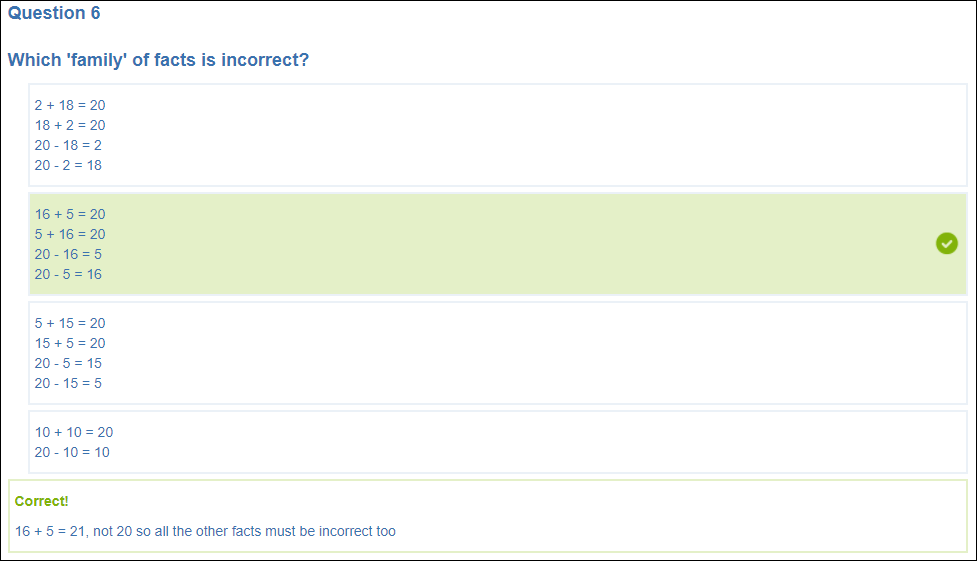 Question 6
Which 'family' of facts is incorrect?
2 + 18 = 20
18 + 2 = 20
20 - 18 = 2
20 - 2 = 18
16 + 5 = 20
5 + 16 = 20
20 - 16 = 5
20 - 5 = 16
5 + 15 = 20
15 + 5 = 20
20 - 5 = 15
20 - 15 = 5
10 + 10 = 20
20 - 10 = 10
Correct!
16 + 5 = 21, not 20 so all the other facts must be incorrect too